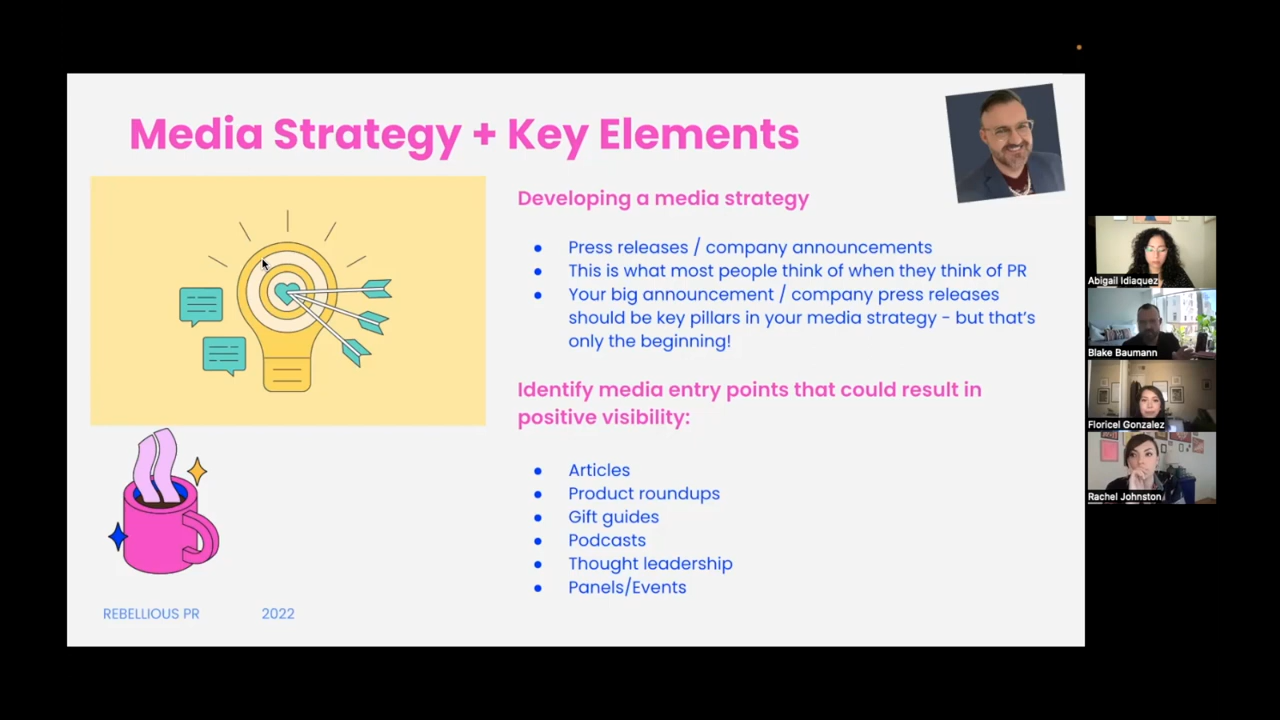 Media Strategy + Key Elements
Developing a media strategy
● Press releases / company announcements
● This is what most people think of when they think of PR
● Your big announcement / company press releases
should be key pillars in your media strategy - but that's
only the beginning!
Identify media entry points that could result in
positive visibility:
● Articles
● Product roundups
● Gift guides
● Podcasts
● Thought leadership
● Panels/Events
REBELLIOUS PR 2022
Abigail Idiaquez
Blake Baumann
Floricel Gonzalez
Rachel Johnston